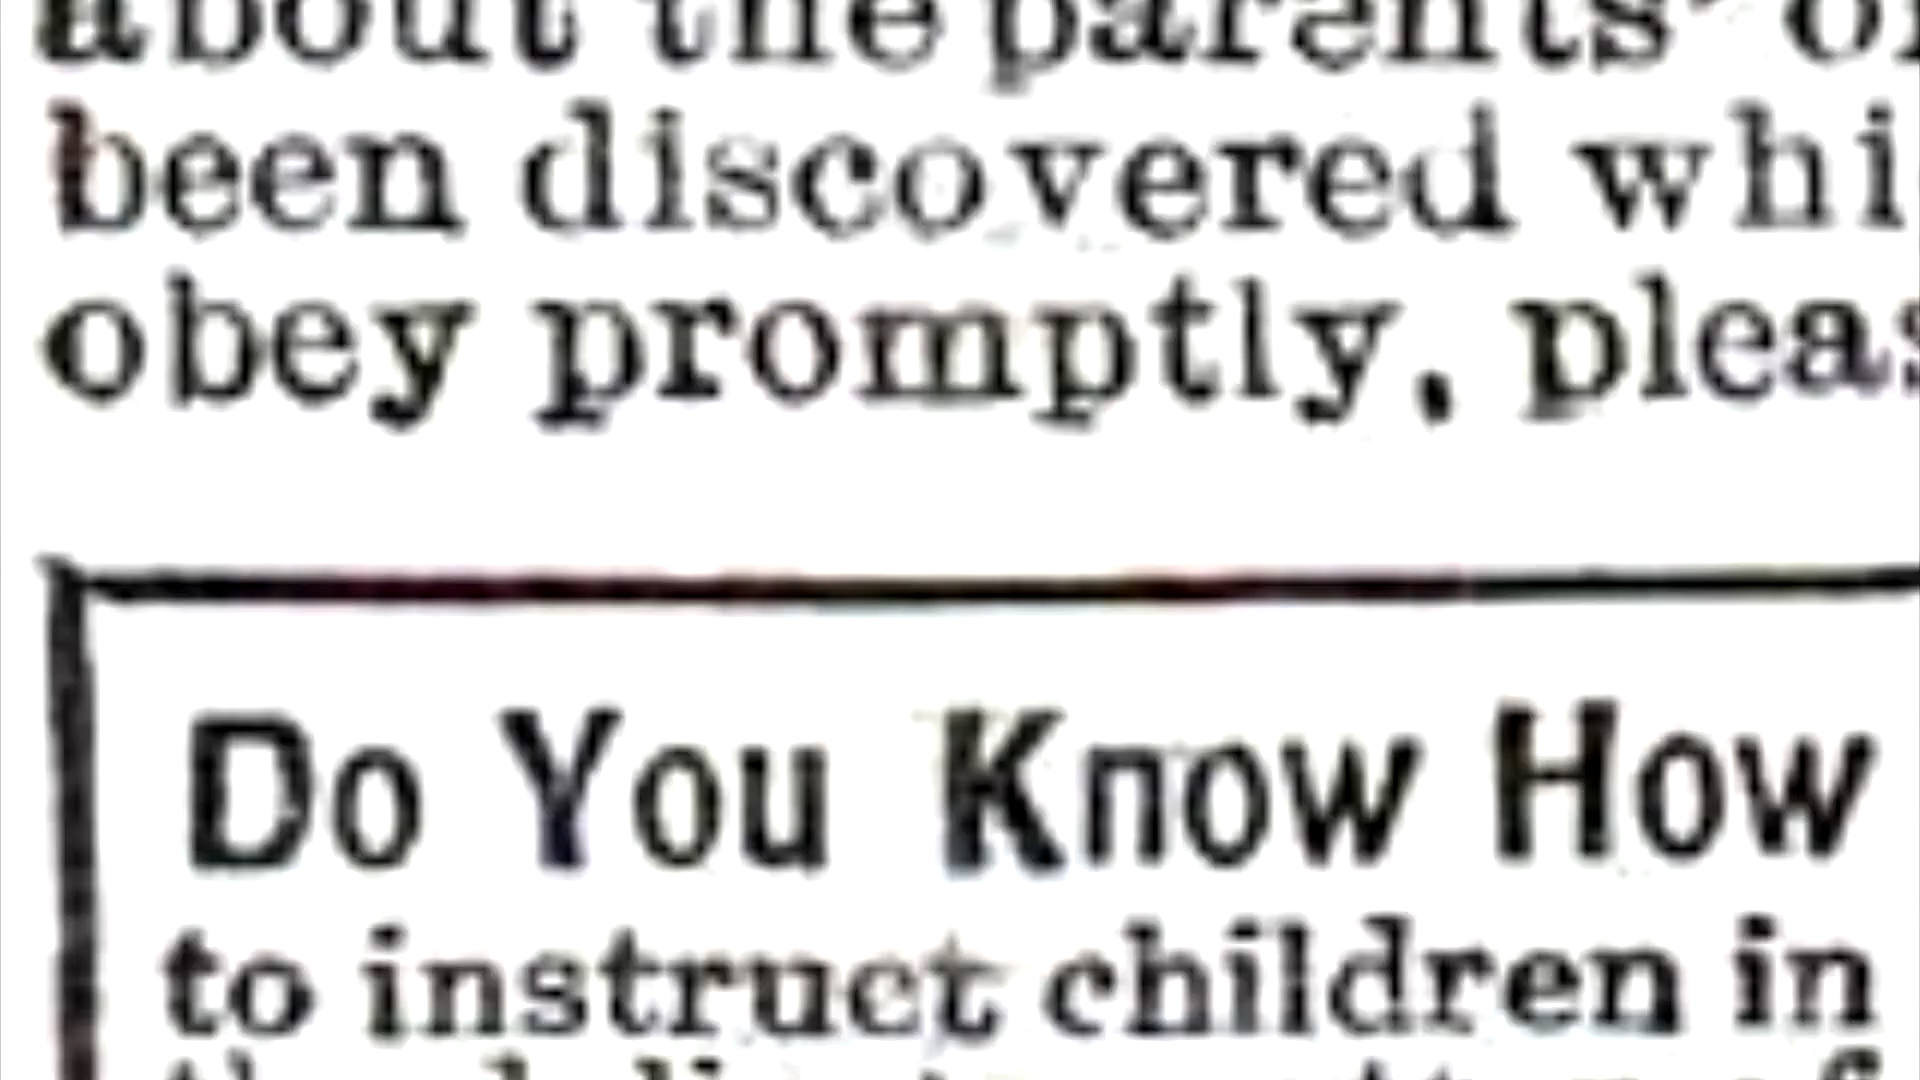 about the parents'
been discovered whi
obey promptly, pleas
Do You Know How
to instruct children in